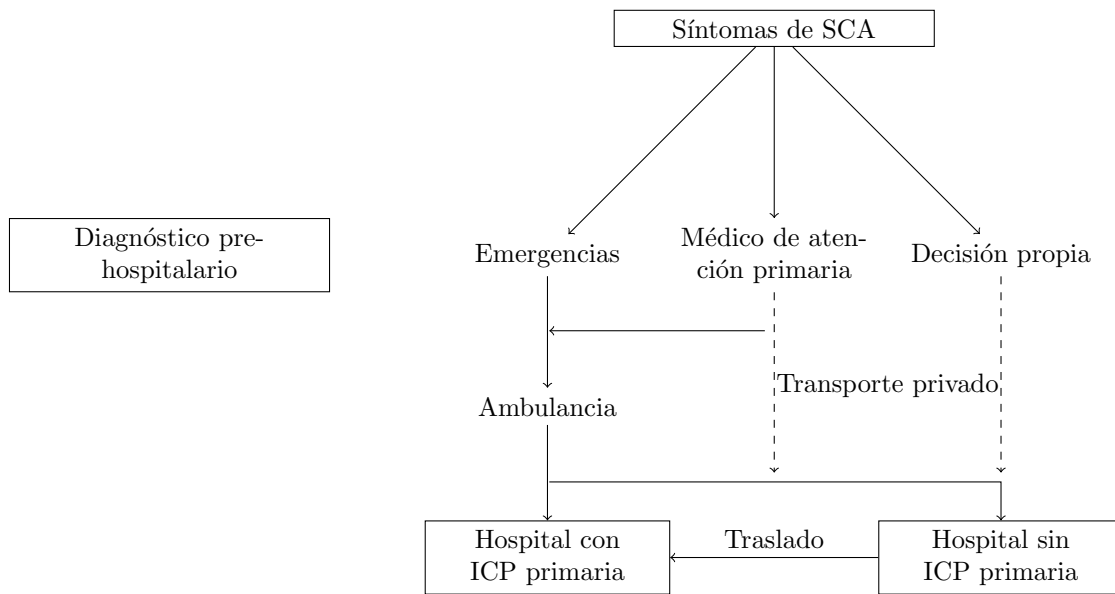 Síntomas de SCA
Diagnóstico pre-
hospitalario
Emergencias
Médico de aten-
ción primaria
Decisión propia
Transporte privado
Ambulancia
Hospital con
ICP primaria
Traslado
Hospital sin
ICP primaria